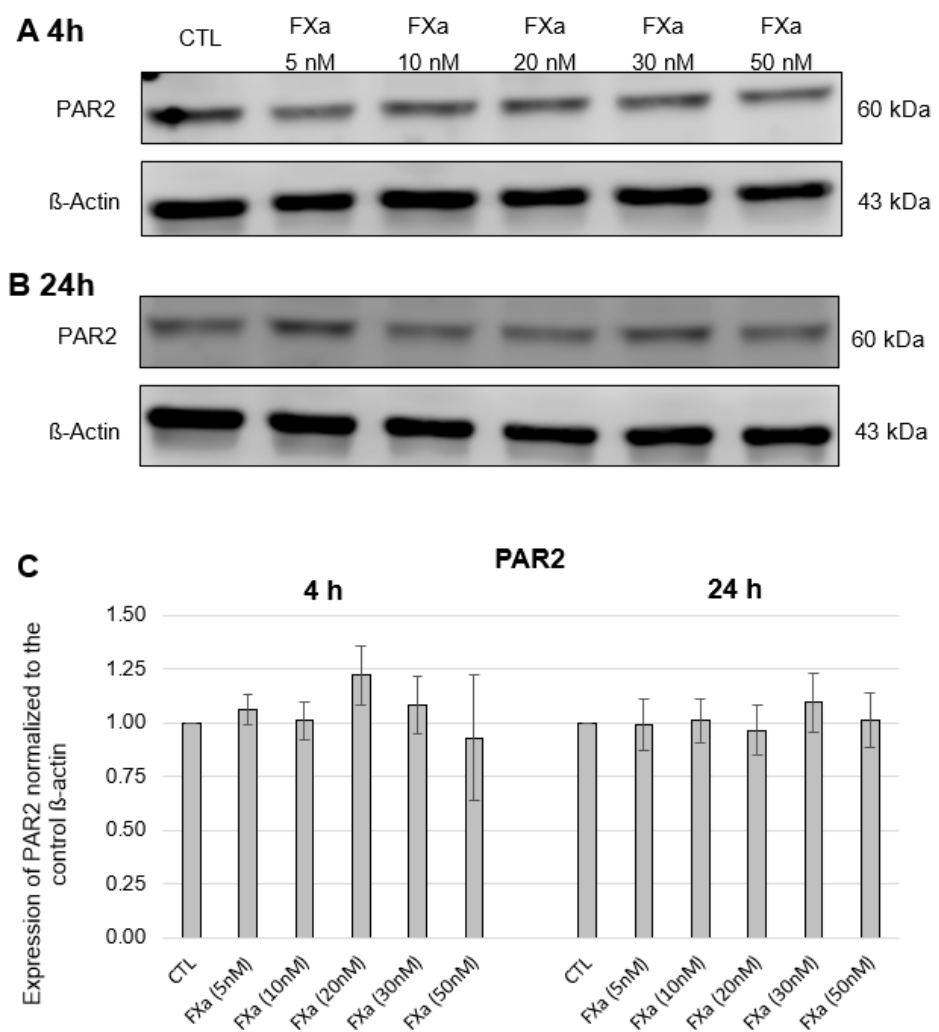 A 4h
CTL FXa FXa FXa FXa FXa
5 nM 10 nM 20 nM 30 nM 50 nM
PAR2 60 kDa
ß-Actin 43 kDa
B 24h
PAR2 60 kDa
ß-Actin 43 kDa
C PAR2
4 h 24 h
Expression of PAR2 normalized to the
control ß-actin
1.50
1.25
1.00
0.75
0.50
0.25
0.00
CTL FXa (5nM) FXa (10nM) FXa (20nM) FXa (30nM) FXa (50nM) CTL FXa (5nM) FXa (10nM) FXa (20nM) FXa (30nM) FXa (50nM)